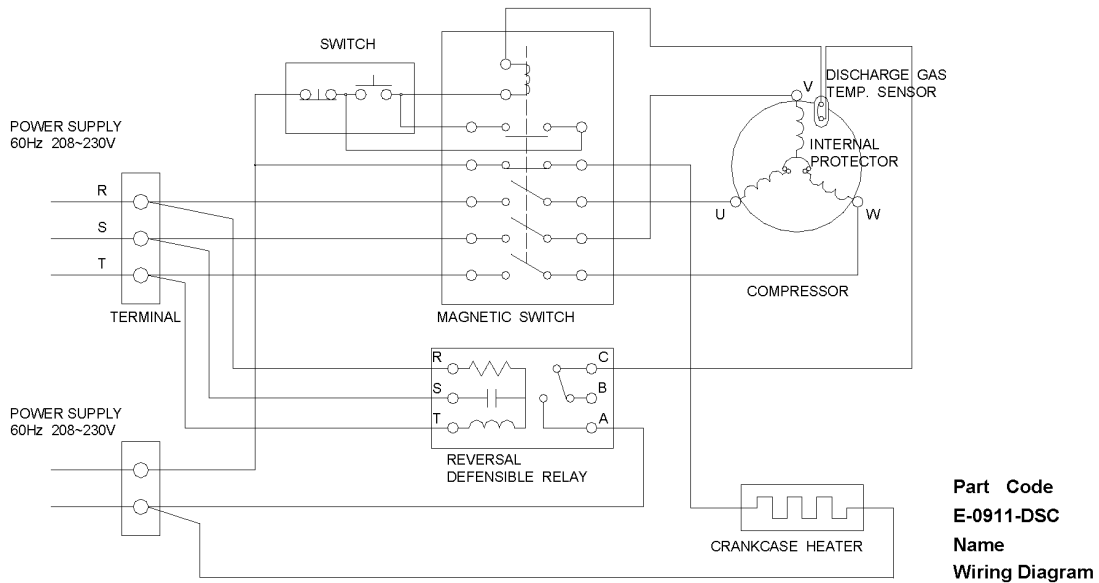 SWITCH
DISCHARGE GAS
TEMP. SENSOR
V
POWER SUPPLY
60Hz 208~230V
INTERNAL
PROTECTOR
R
U
W
S
T
COMPRESSOR
TERMINAL
MAGNETIC SWITCH
R
C
S
B
T
A
POWER SUPPLY
60Hz 208~230V
REVERSAL
DEFENSIBLE RELAY
CRANKCASE HEATER
Part Code
E-0911-DSC
Name
Wiring Diagram